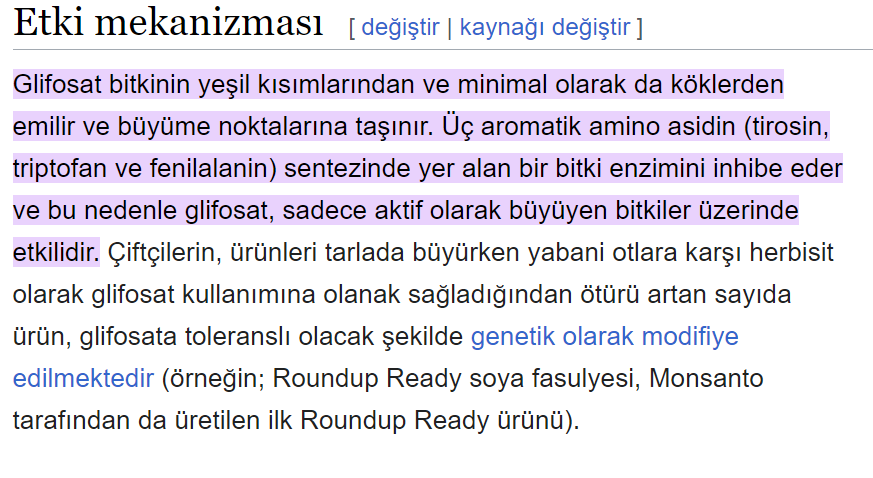 Etki mekanizması [ değiştir | kaynağı değiştir ]
Glifosat bitkinin yeşil kısımlarından ve minimal olarak da köklerden
emilir ve büyüme noktalarına taşınır. Üç aromatik amino asidin (tirosin,
triptofan ve fenilalanin) sentezinde yer alan bir bitki enzimini inhibe eder
ve bu nedenle glifosat, sadece aktif olarak büyüyen bitkiler üzerinde
etkilidir. Çiftçilerin, ürünleri tarlada büyürken yabani otlara karşı herbisit
olarak glifosat kullanımına olanak sağladığından ötürü artan sayıda
ürün, glifosata toleranslı olacak şekilde genetik olarak modifiye
edilmektedir (örneğin; Roundup Ready soya fasulyesi, Monsanto
tarafından da üretilen ilk Roundup Ready ürünü).